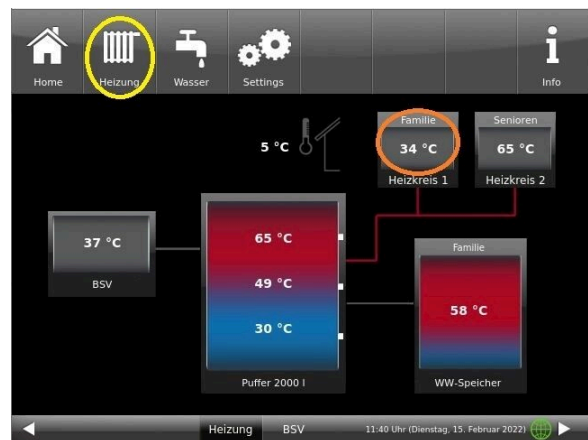 Home
Heizung
Wasser
Settings
Info
5 °C
Familie
34 °C
Heizkreis 1
Senioren
65 °C
Heizkreis 2
37 °C
BSV
65 °C
49 °C
30 °C
Puffer 2000 l
Familie
58 °C
WW-Speicher
Heizung
BSV
11:40 Uhr (Dienstag, 15. Februar 2022)